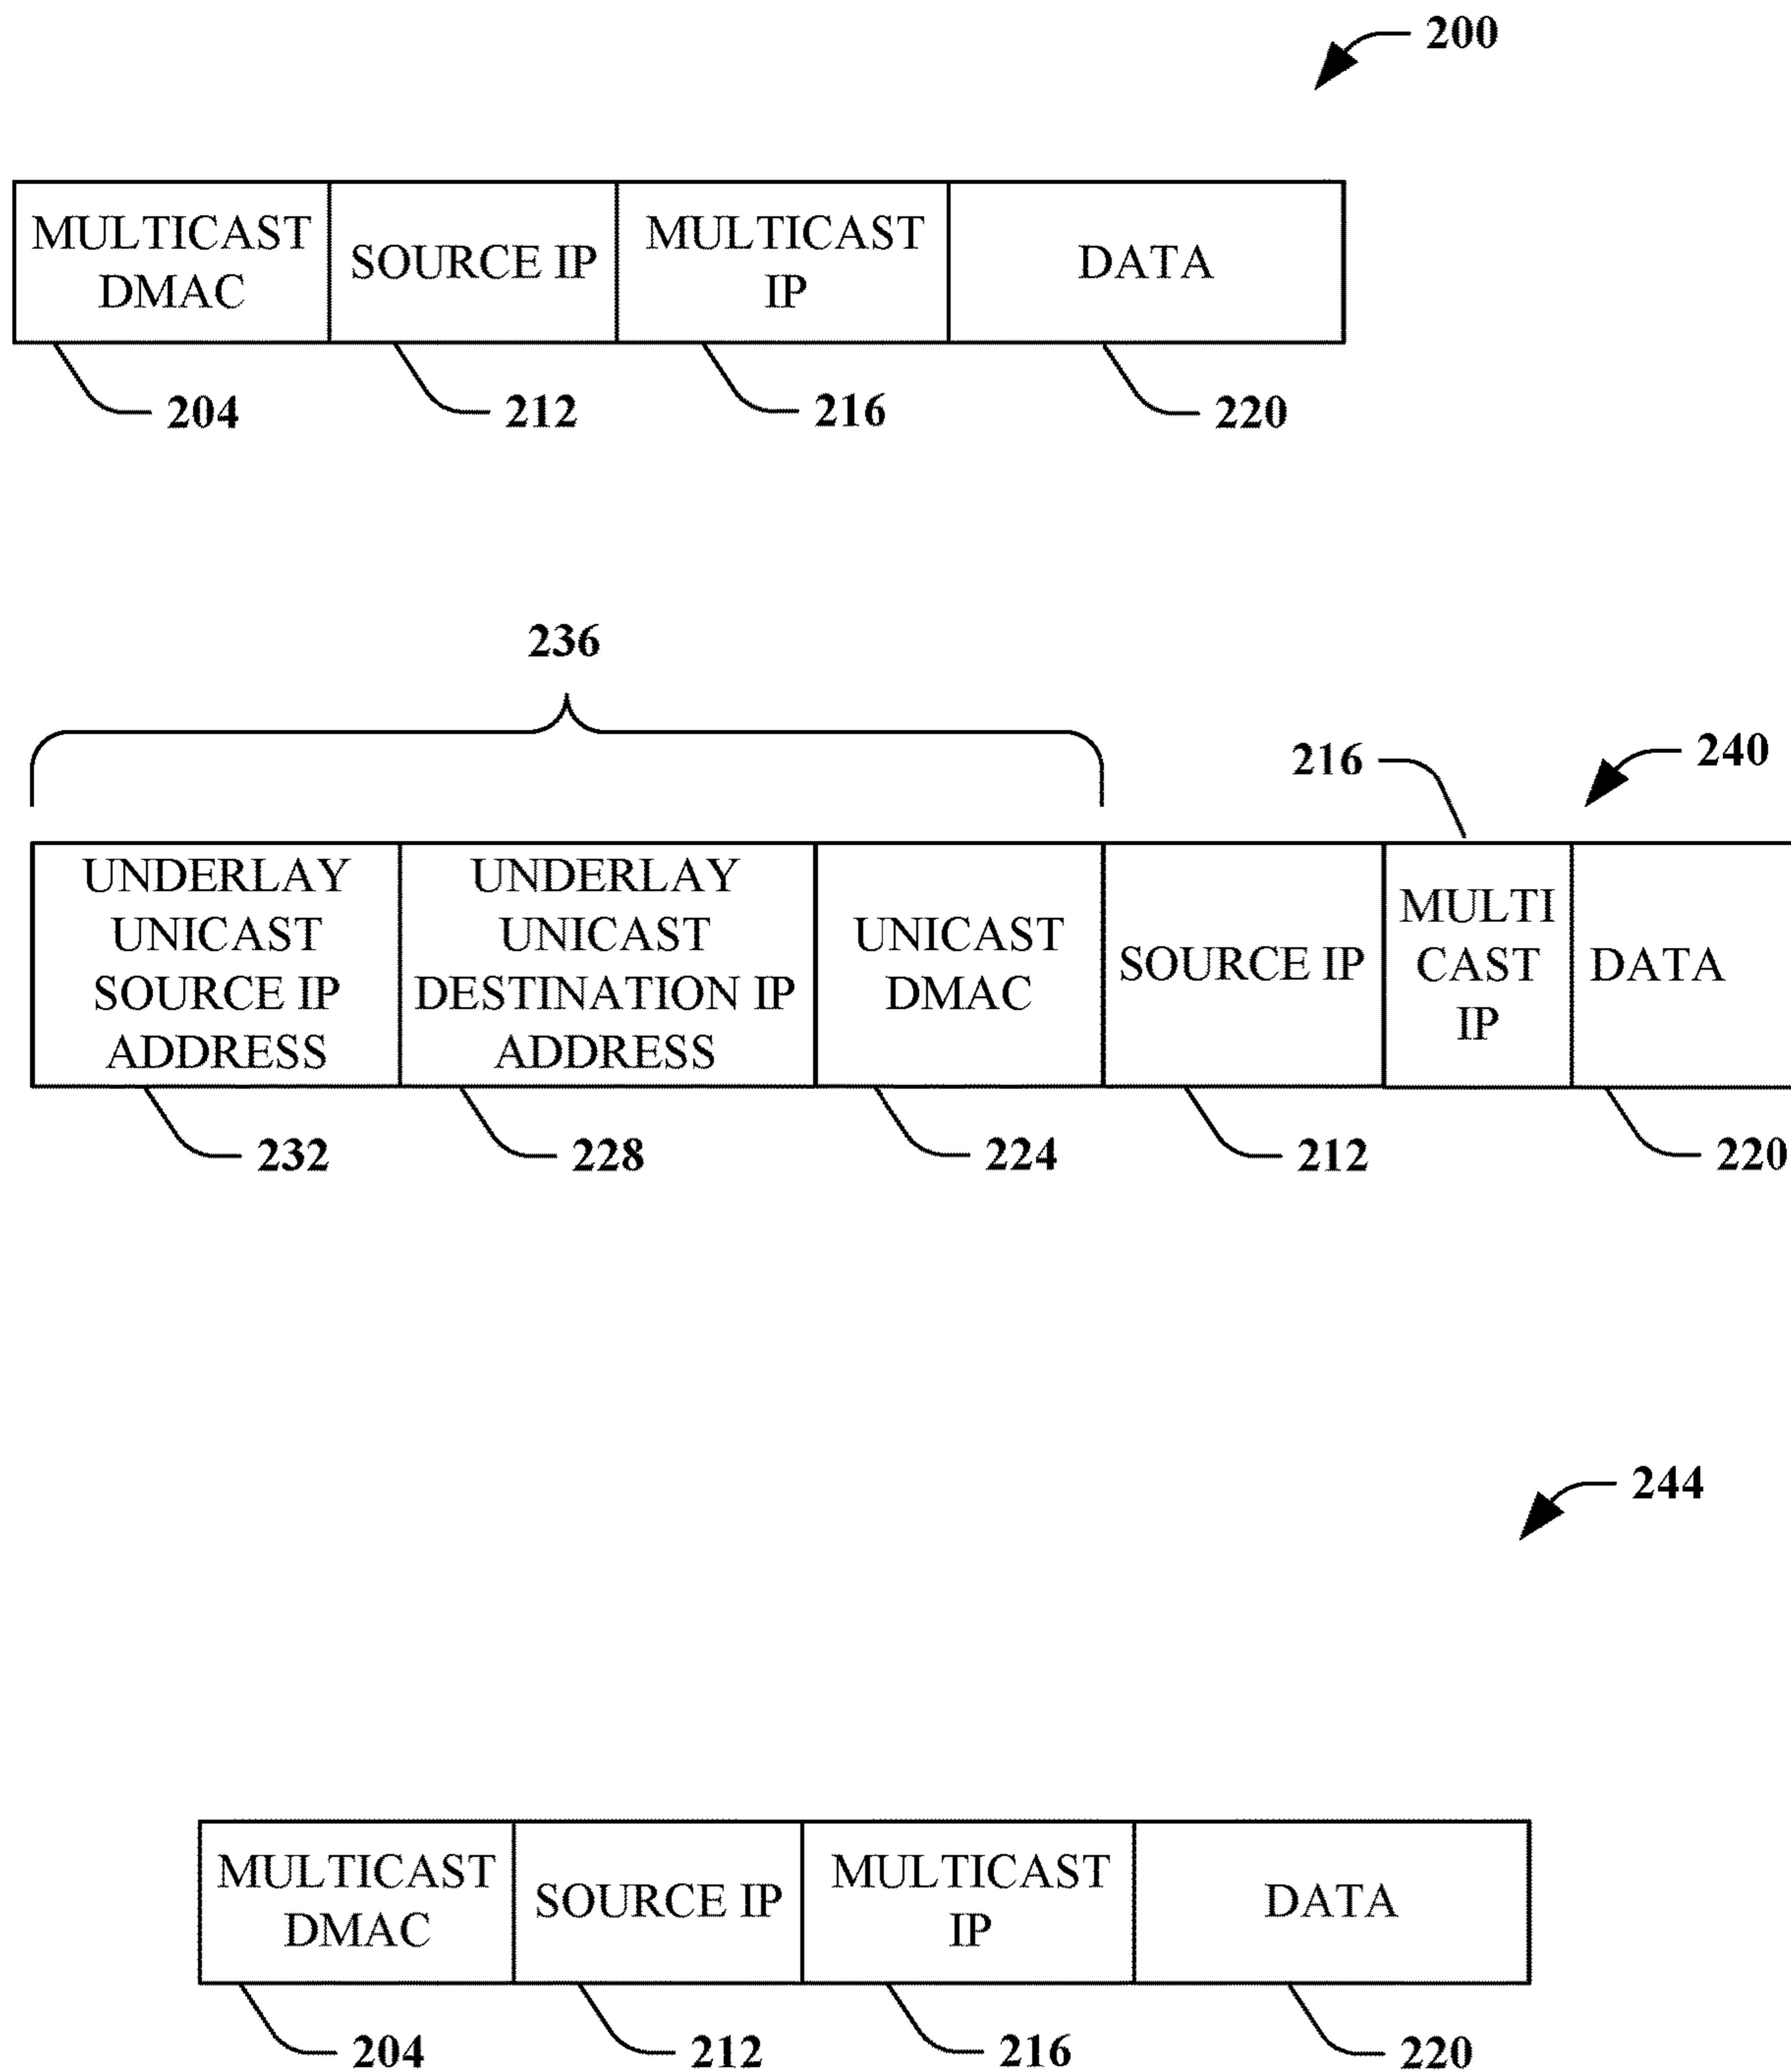 200
MULTICAST
DMAC
SOURCE IP
MULTICAST
IP
DATA
204
212
216
220
236
216
240
UNDERLAY
UNICAST
SOURCE IP
ADDRESS
UNDERLAY
UNICAST
DESTINATION IP
ADDRESS
UNICAST
DMAC
SOURCE IP
MULTI
CAST
IP
DATA
232
228
224
212
220
244
MULTICAST
DMAC
SOURCE IP
MULTICAST
IP
DATA
204
212
216
220